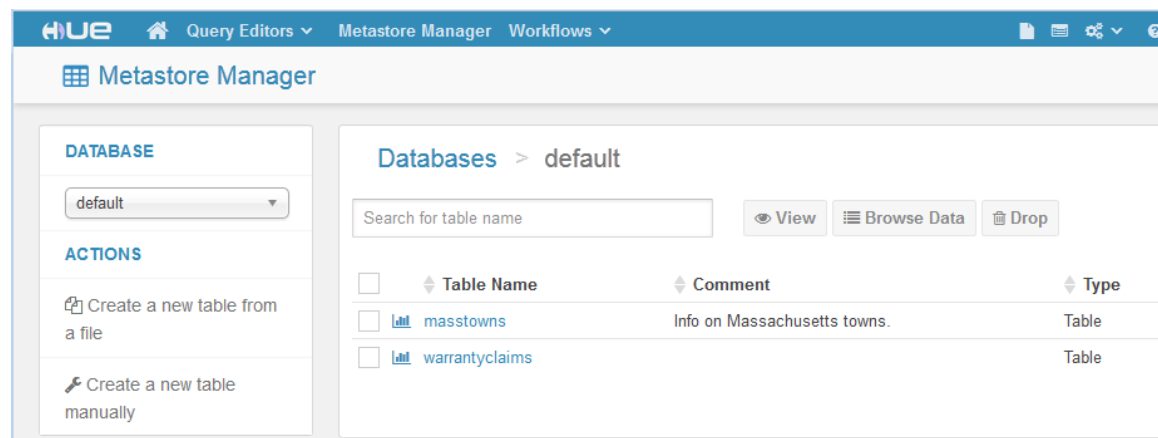 HUE Query Editors Metastore Manager Workflows
Metastore Manager
DATABASE
default
ACTIONS
Create a new table from
a file
Create a new table
manually
Databases > default
Search for table name View Browse Data Drop
Table Name Comment Type
masstowns Info on Massachusetts towns. Table
warrantyclaims Table